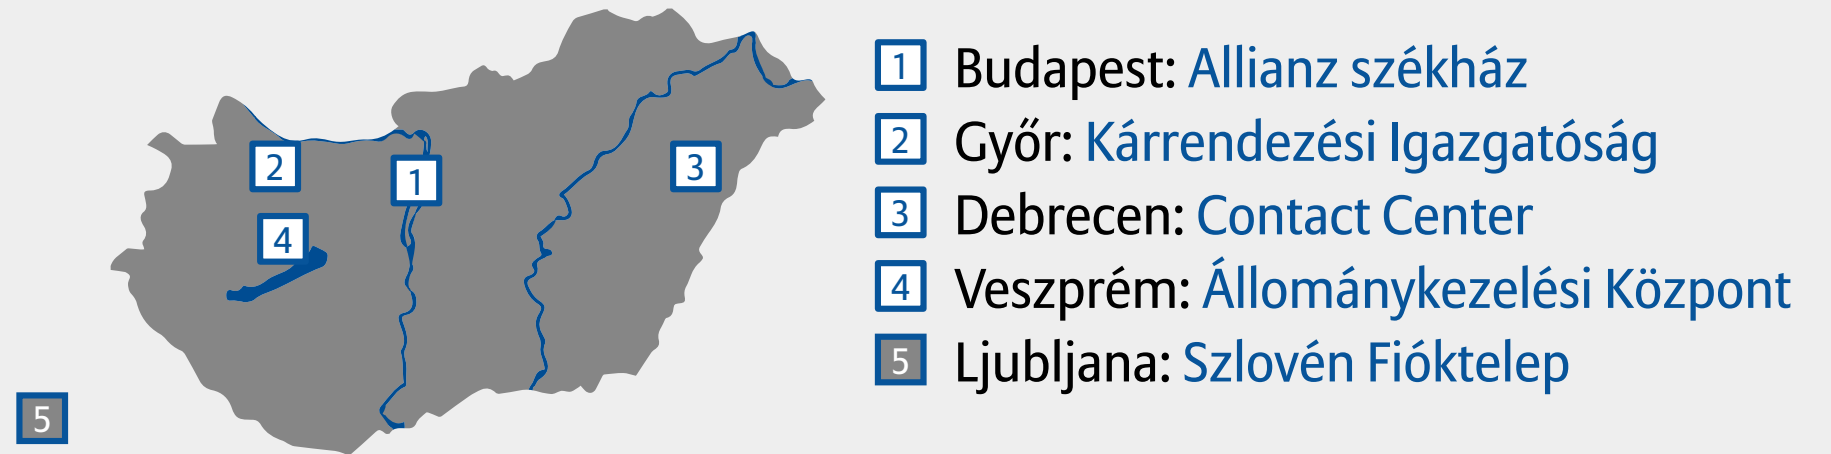 2
1
3
4
5
1 Budapest: Allianz székház
2 Győr: Kárrendezési Igazgatóság
3 Debrecen: Contact Center
4 Veszprém: Állománykezelési Központ
5 Ljubljana: Szlovén Fióktelep